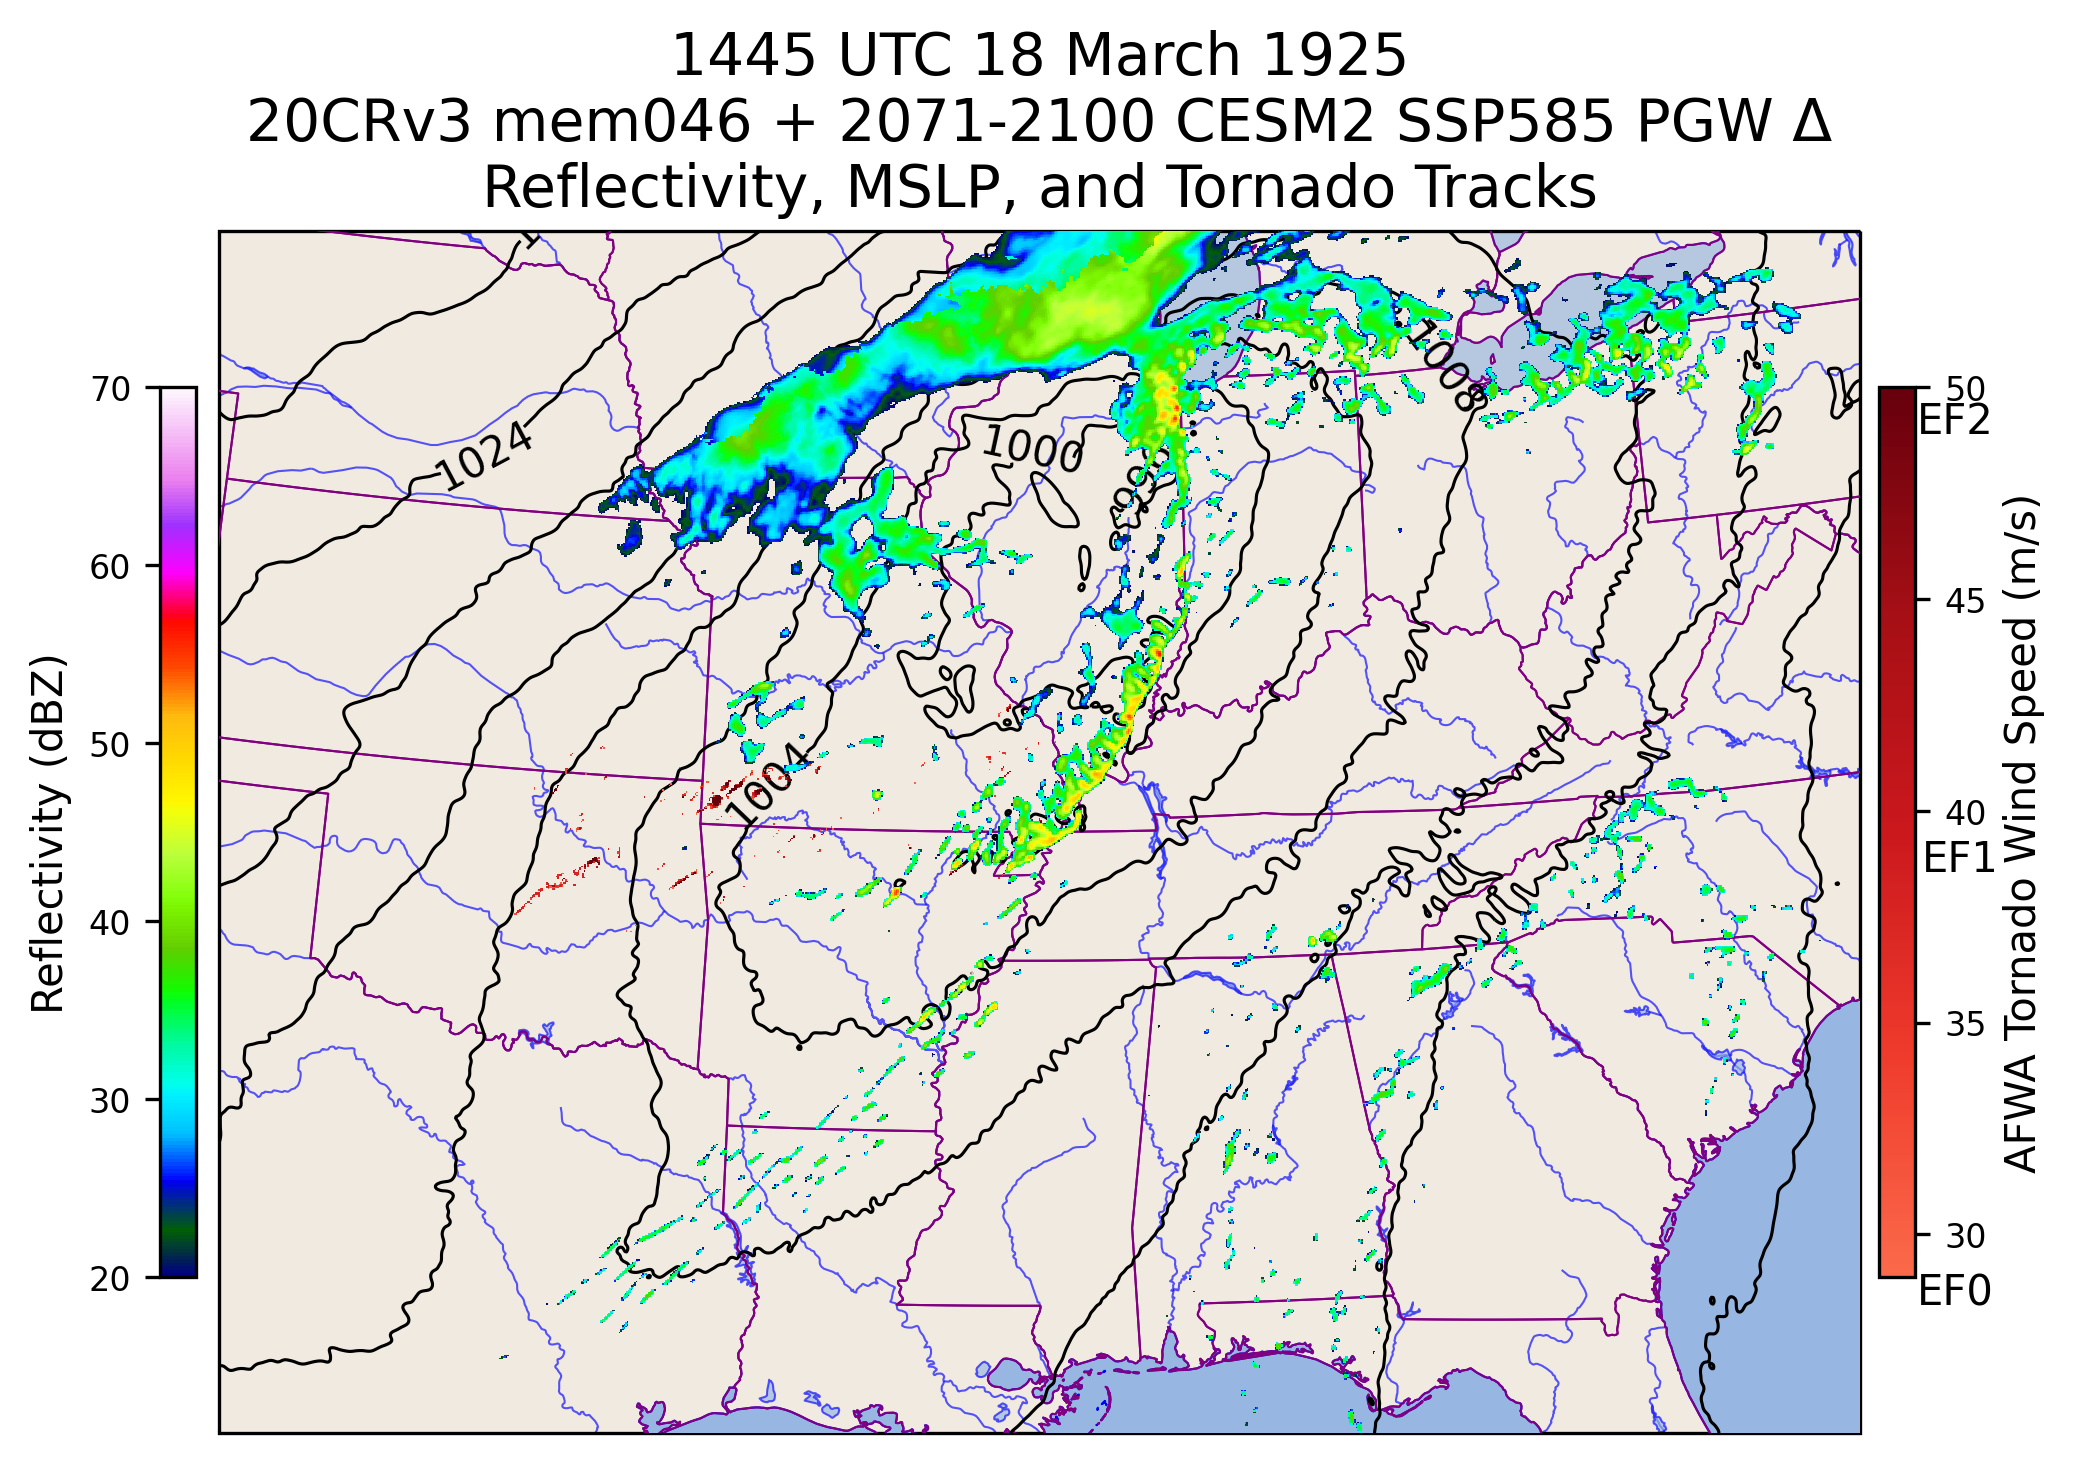 1445 UTC 18 March 1925
20CRv3 mem046 + 2071-2100 CESM2 SSP585 PGW Δ
Reflectivity, MSLP, and Tornado Tracks
70
60
50
40
30
20
Reflectivity (dBZ)
1024
1000
1008
1004
50
EF2
45
40
EF1
35
30
EF0
AFWA Tornado Wind Speed (m/s)